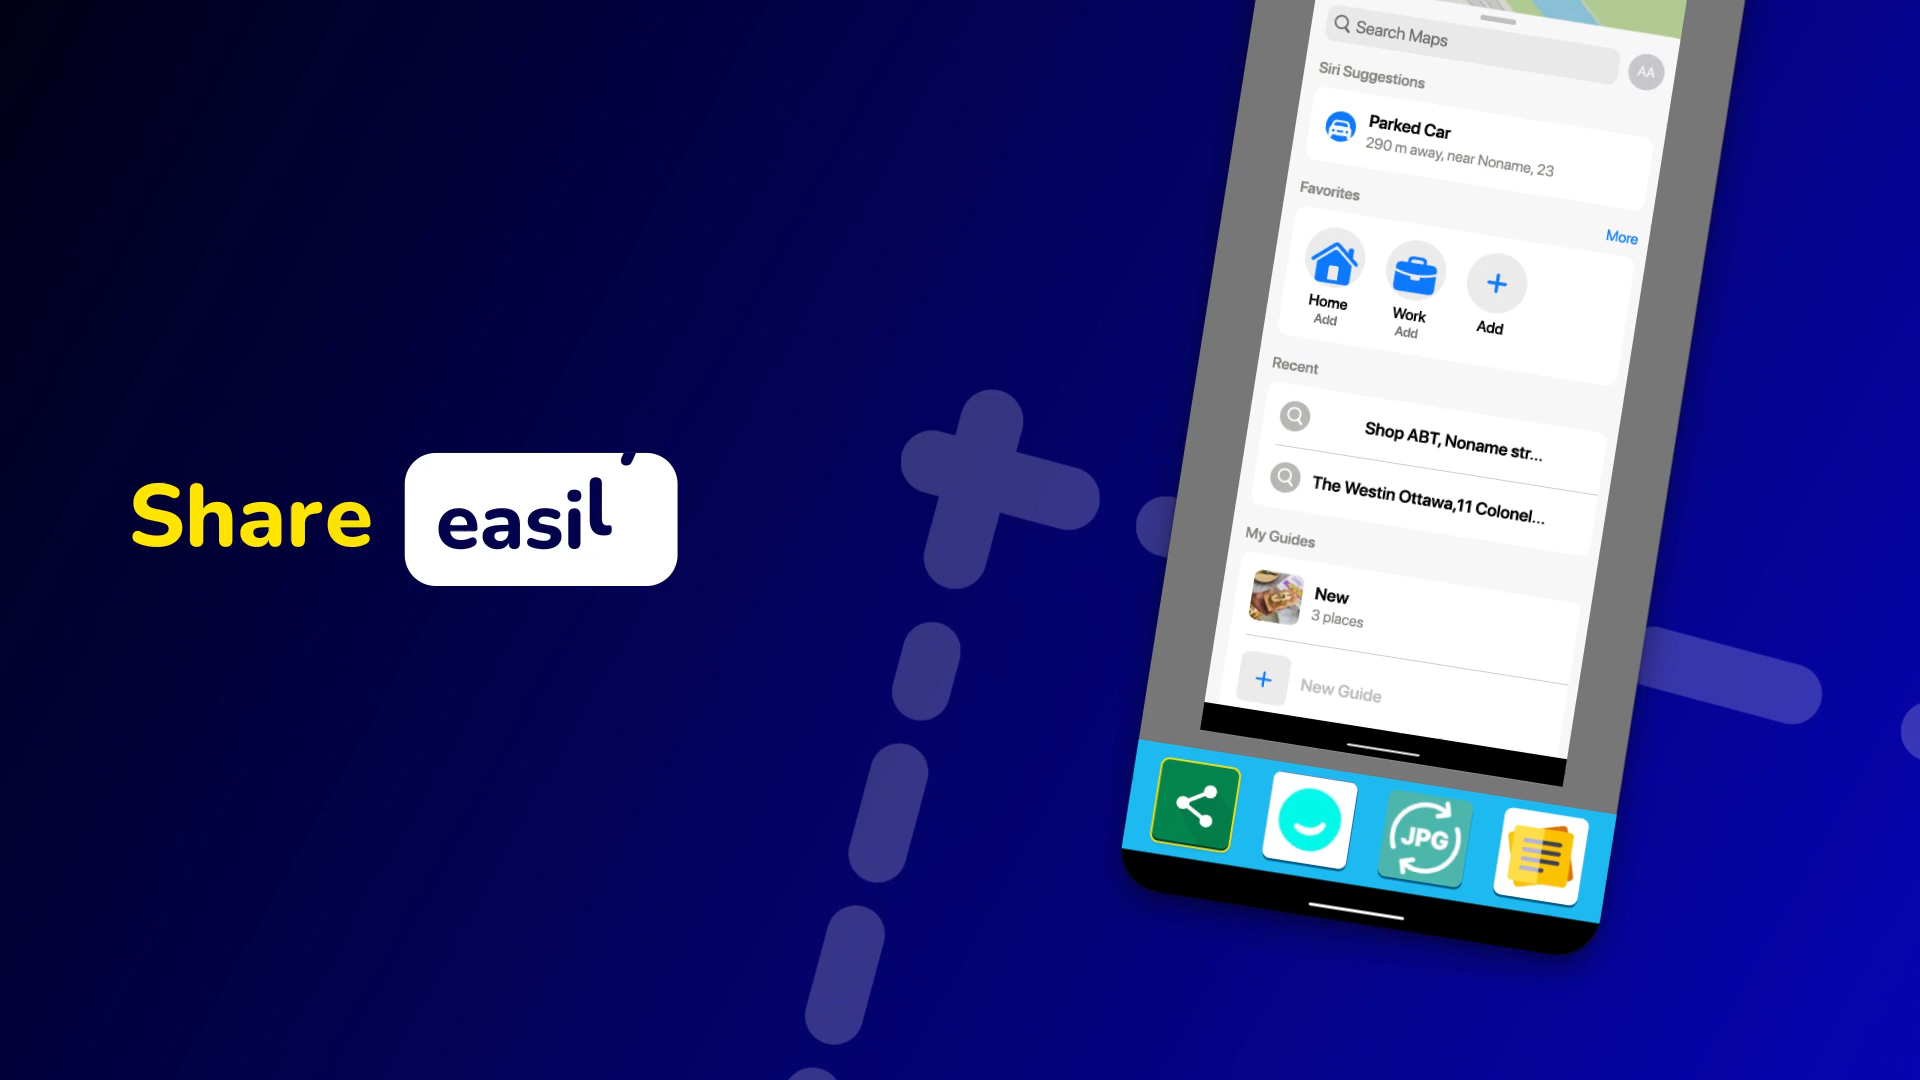 Share easil
Search Maps
AA
Siri Suggestions
Parked Car
290 m away, near Noname, 23
Favorites
More
Home
Add
Work
Add
Add
Recent
Shop ABT, Noname str...
The Westin Ottawa,11 Colonel...
My Guides
New
3 places
New Guide
JPG